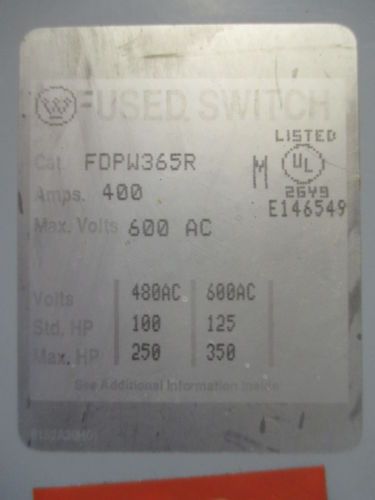 W FUSED SWITCH
LISTED
UL
26Y9
E146549
M
Cat. FDPW365R
Amps. 400
Max. Volts 600 AC
Volts 480AC 600AC
Std. HP 100 125
Max. HP 250 350
See Additional Information Inside